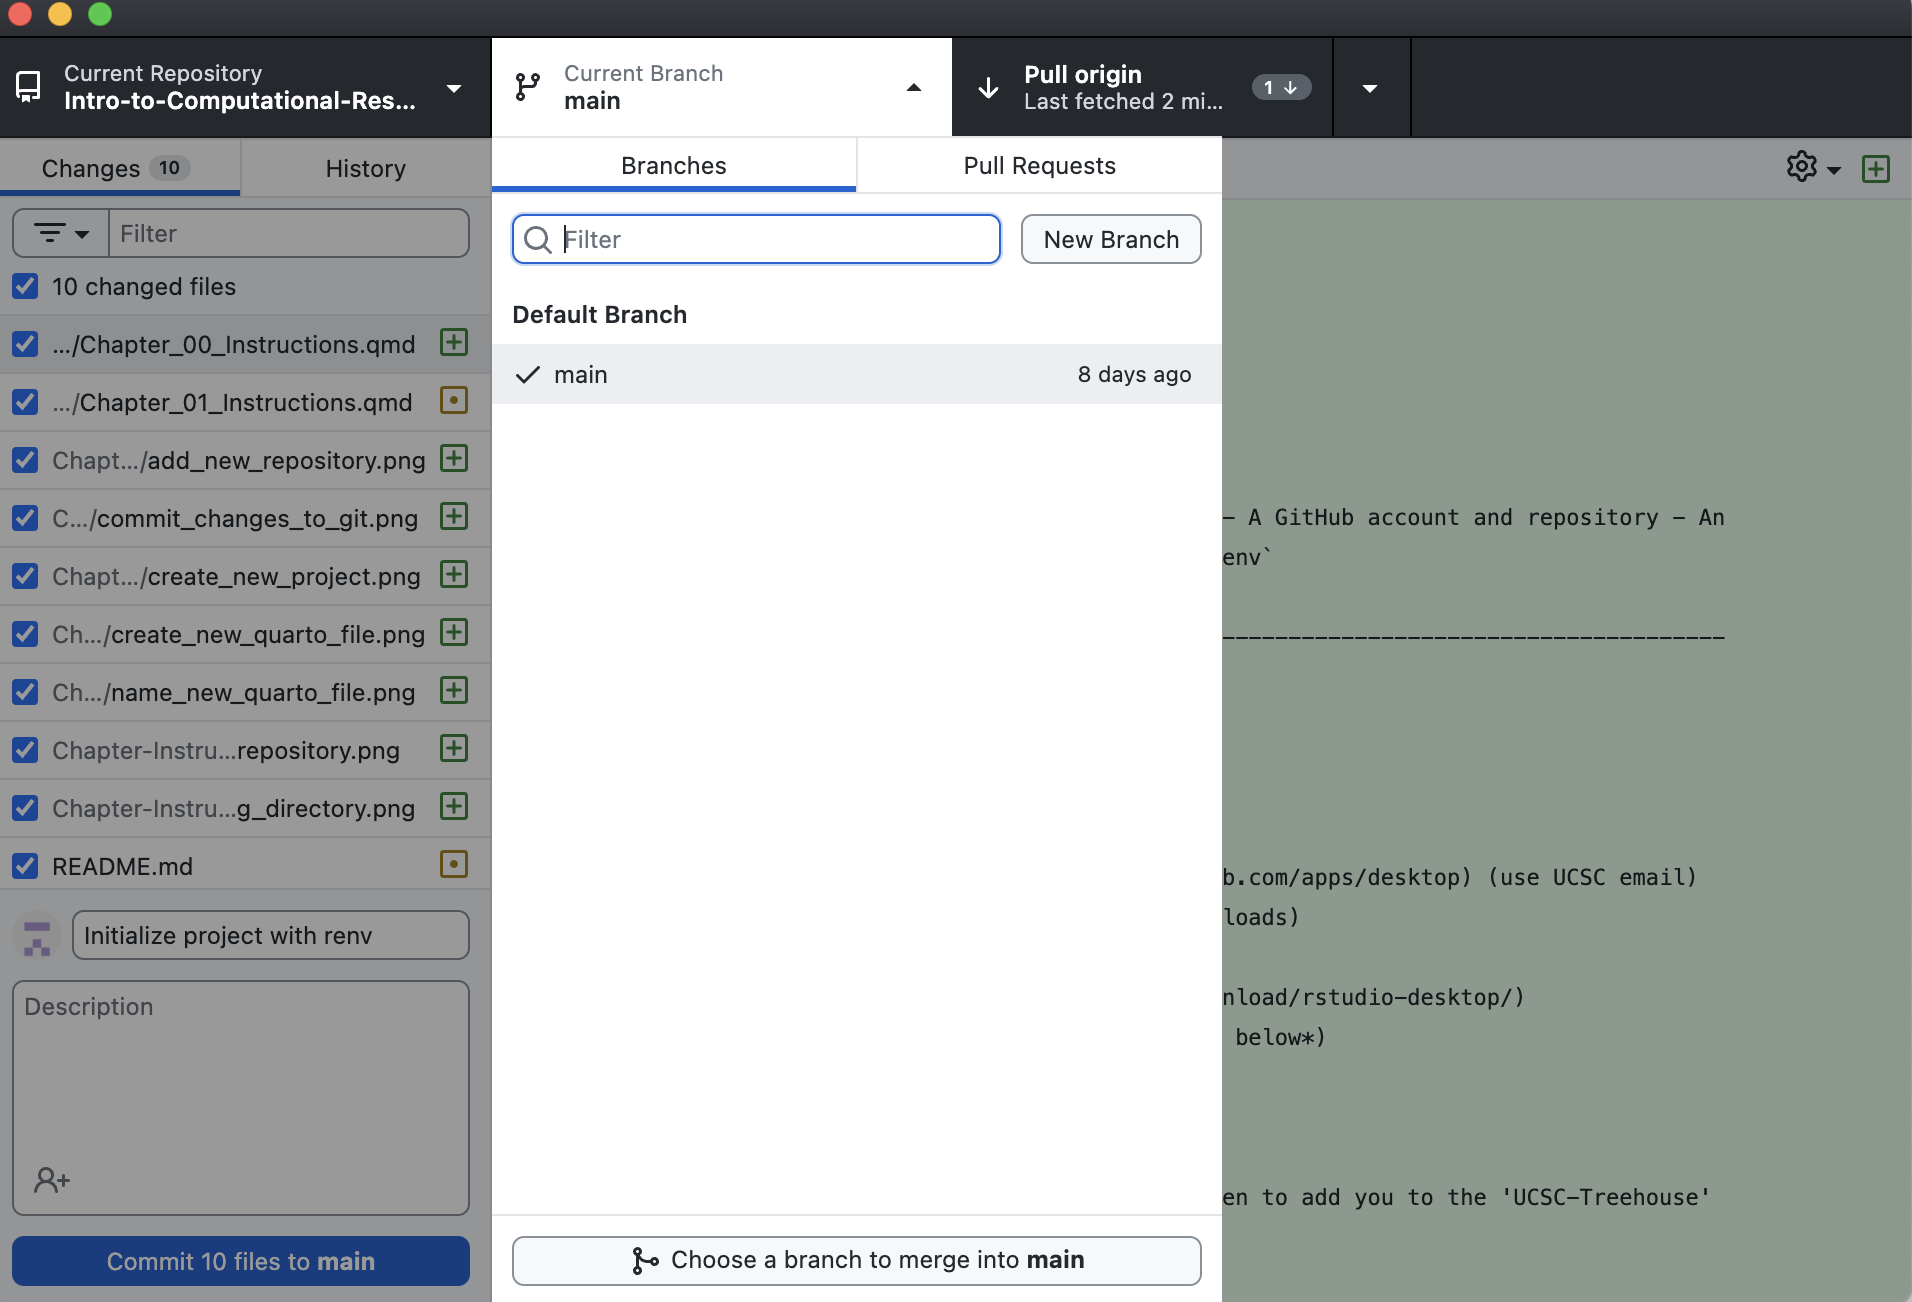 Current Repository
Intro-to-Computational-Res...
Current Branch
main
Pull origin
Last fetched 2 mi...
1
Changes 10
History
Branches
Pull Requests
Filter
10 changed files
.../Chapter_00_Instructions.qmd
.../Chapter_01_Instructions.qmd
Chapt.../add_new_repository.png
C.../commit_changes_to_git.png
Chapt.../create_new_project.png
Ch.../create_new_quarto_file.png
Ch.../name_new_quarto_file.png
Chapter-Instru...repository.png
Chapter-Instru...g_directory.png
README.md
Initialize project with renv
Description
Commit 10 files to main
Filter
New Branch
Default Branch
main
8 days ago
Choose a branch to merge into main
- A GitHub account and repository - An
env`
--------------------------------------
b.com/apps/desktop) (use UCSC email)
loads)
nload/rstudio-desktop/)
below*)
en to add you to the 'UCSC-Treehouse'